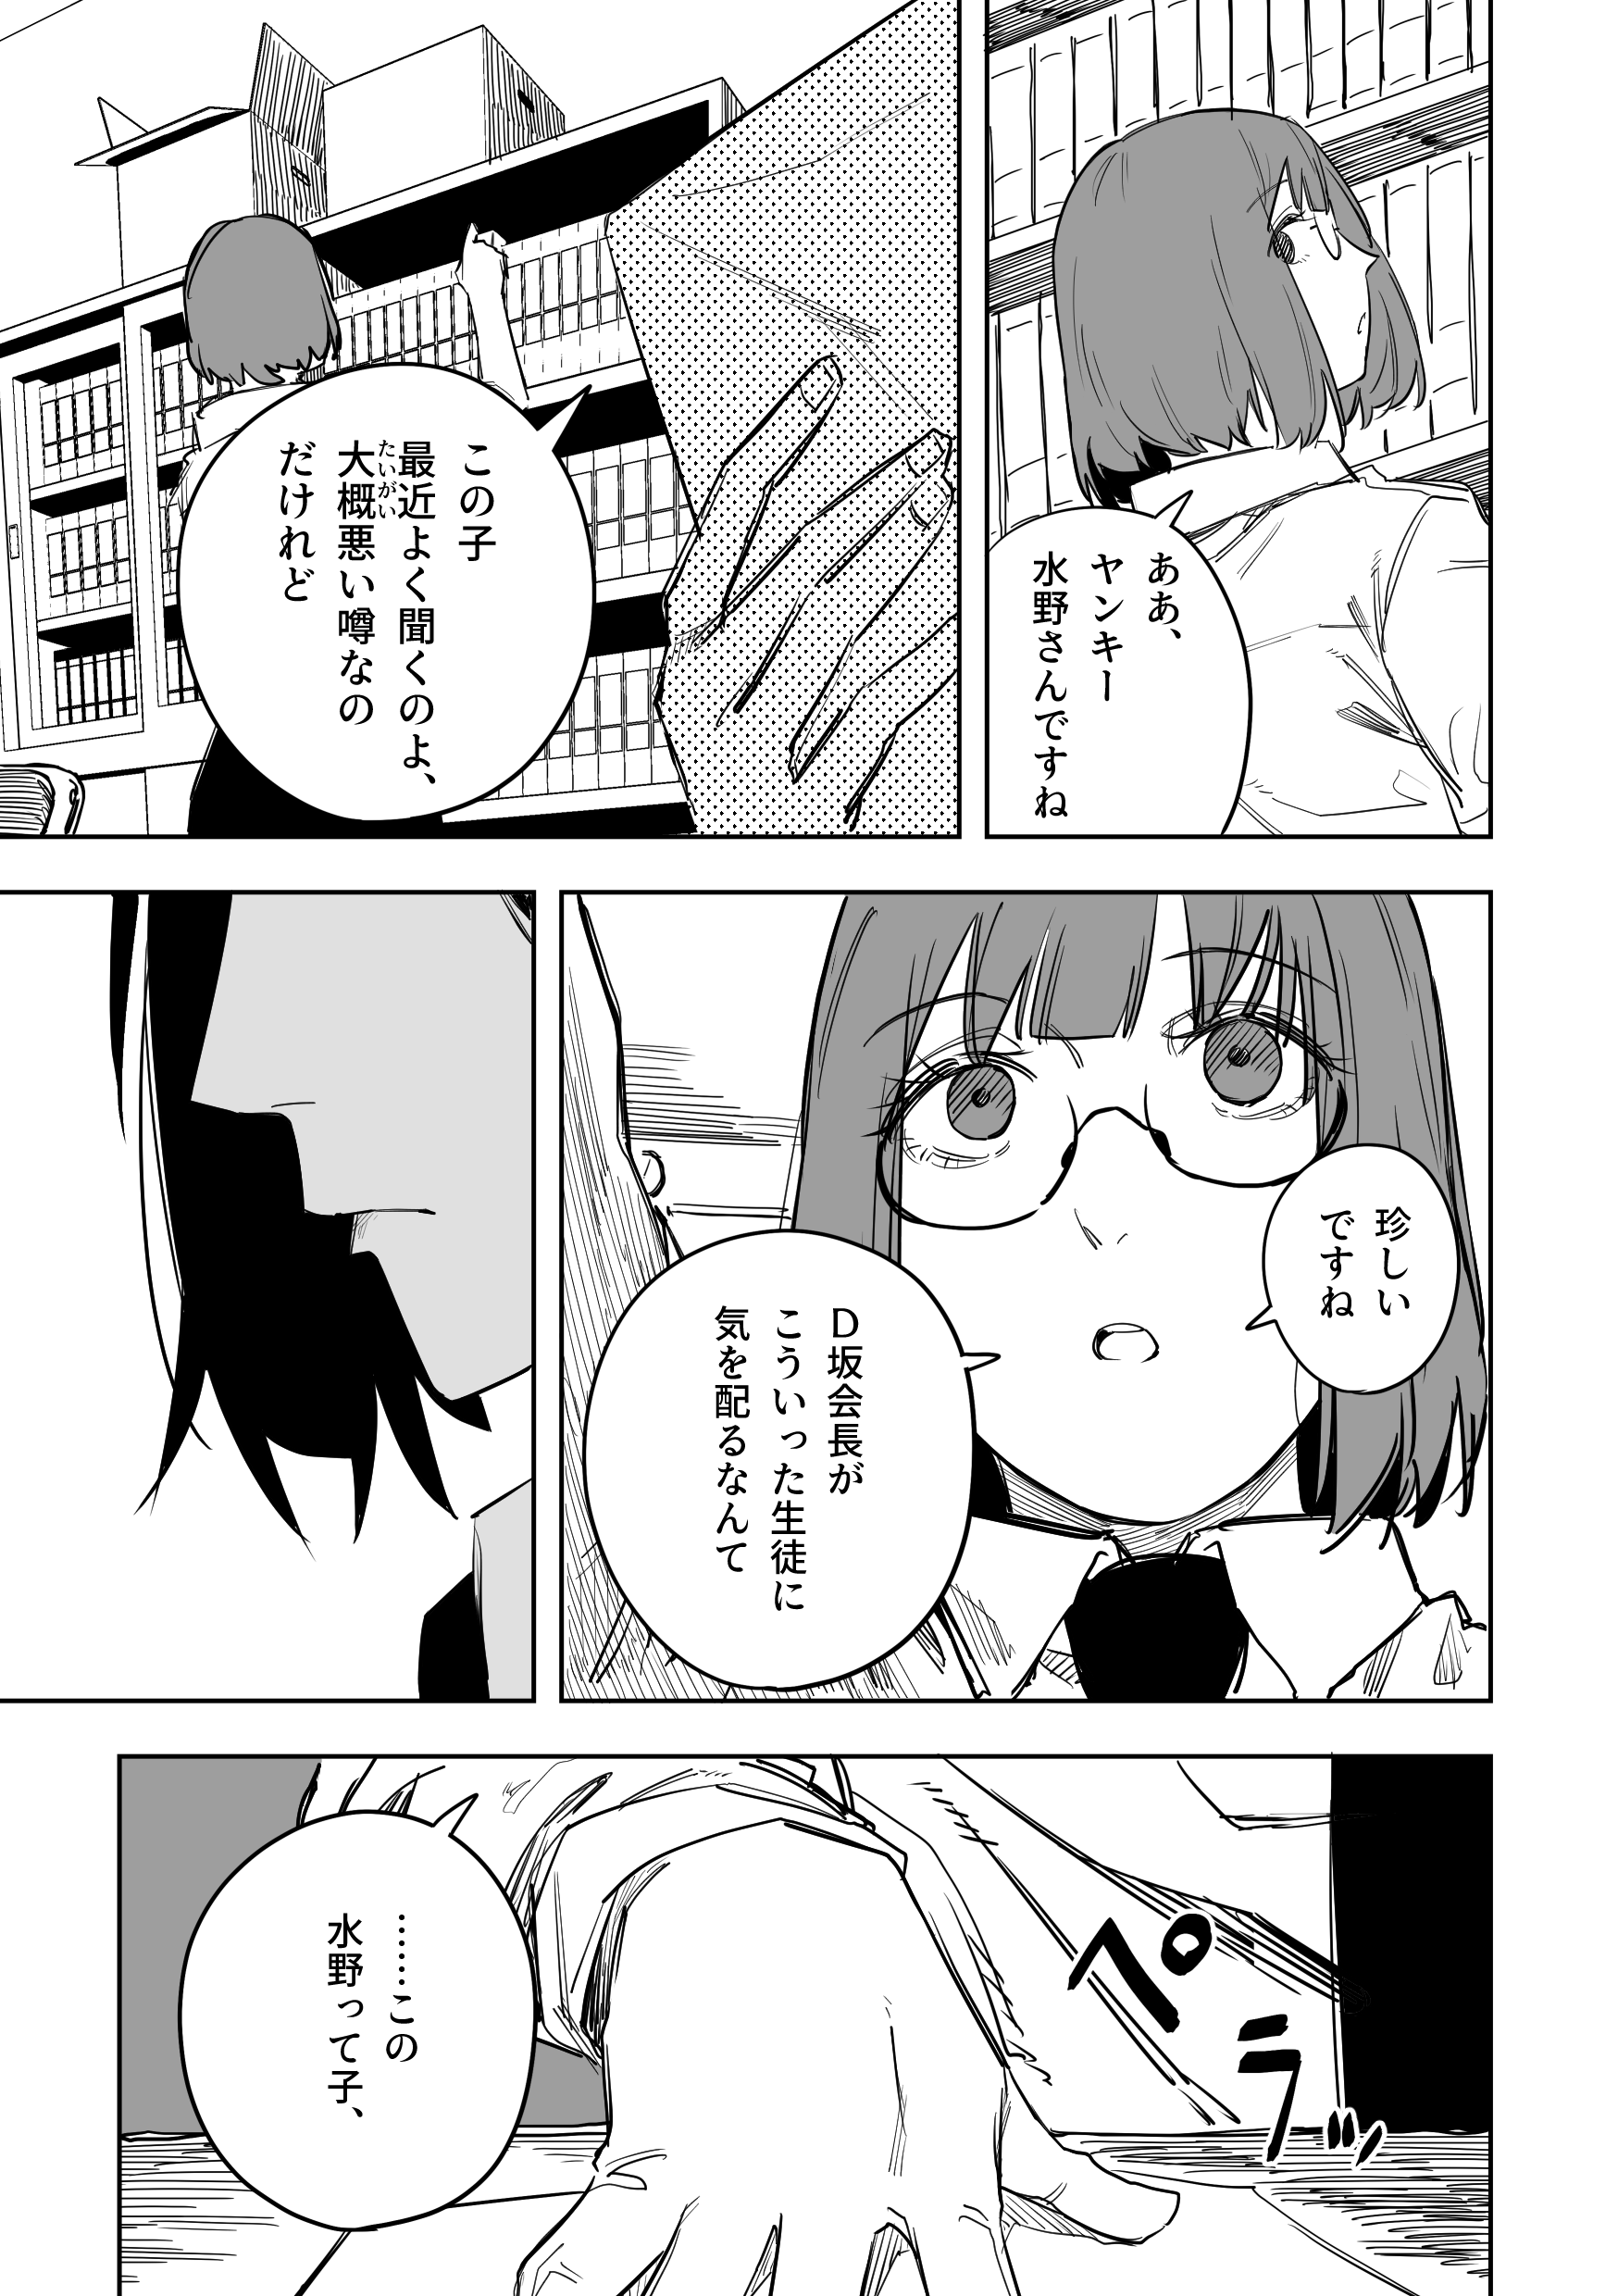 ああ、
ヤンキー
水野さんですね
この子
最近よく聞くのよ、
大概悪い噂なの
たいがい
だけれど
珍しい
ですね
D坂会長が
こういった生徒に
気を配るなんて
……この
水野って子、
ペラッ